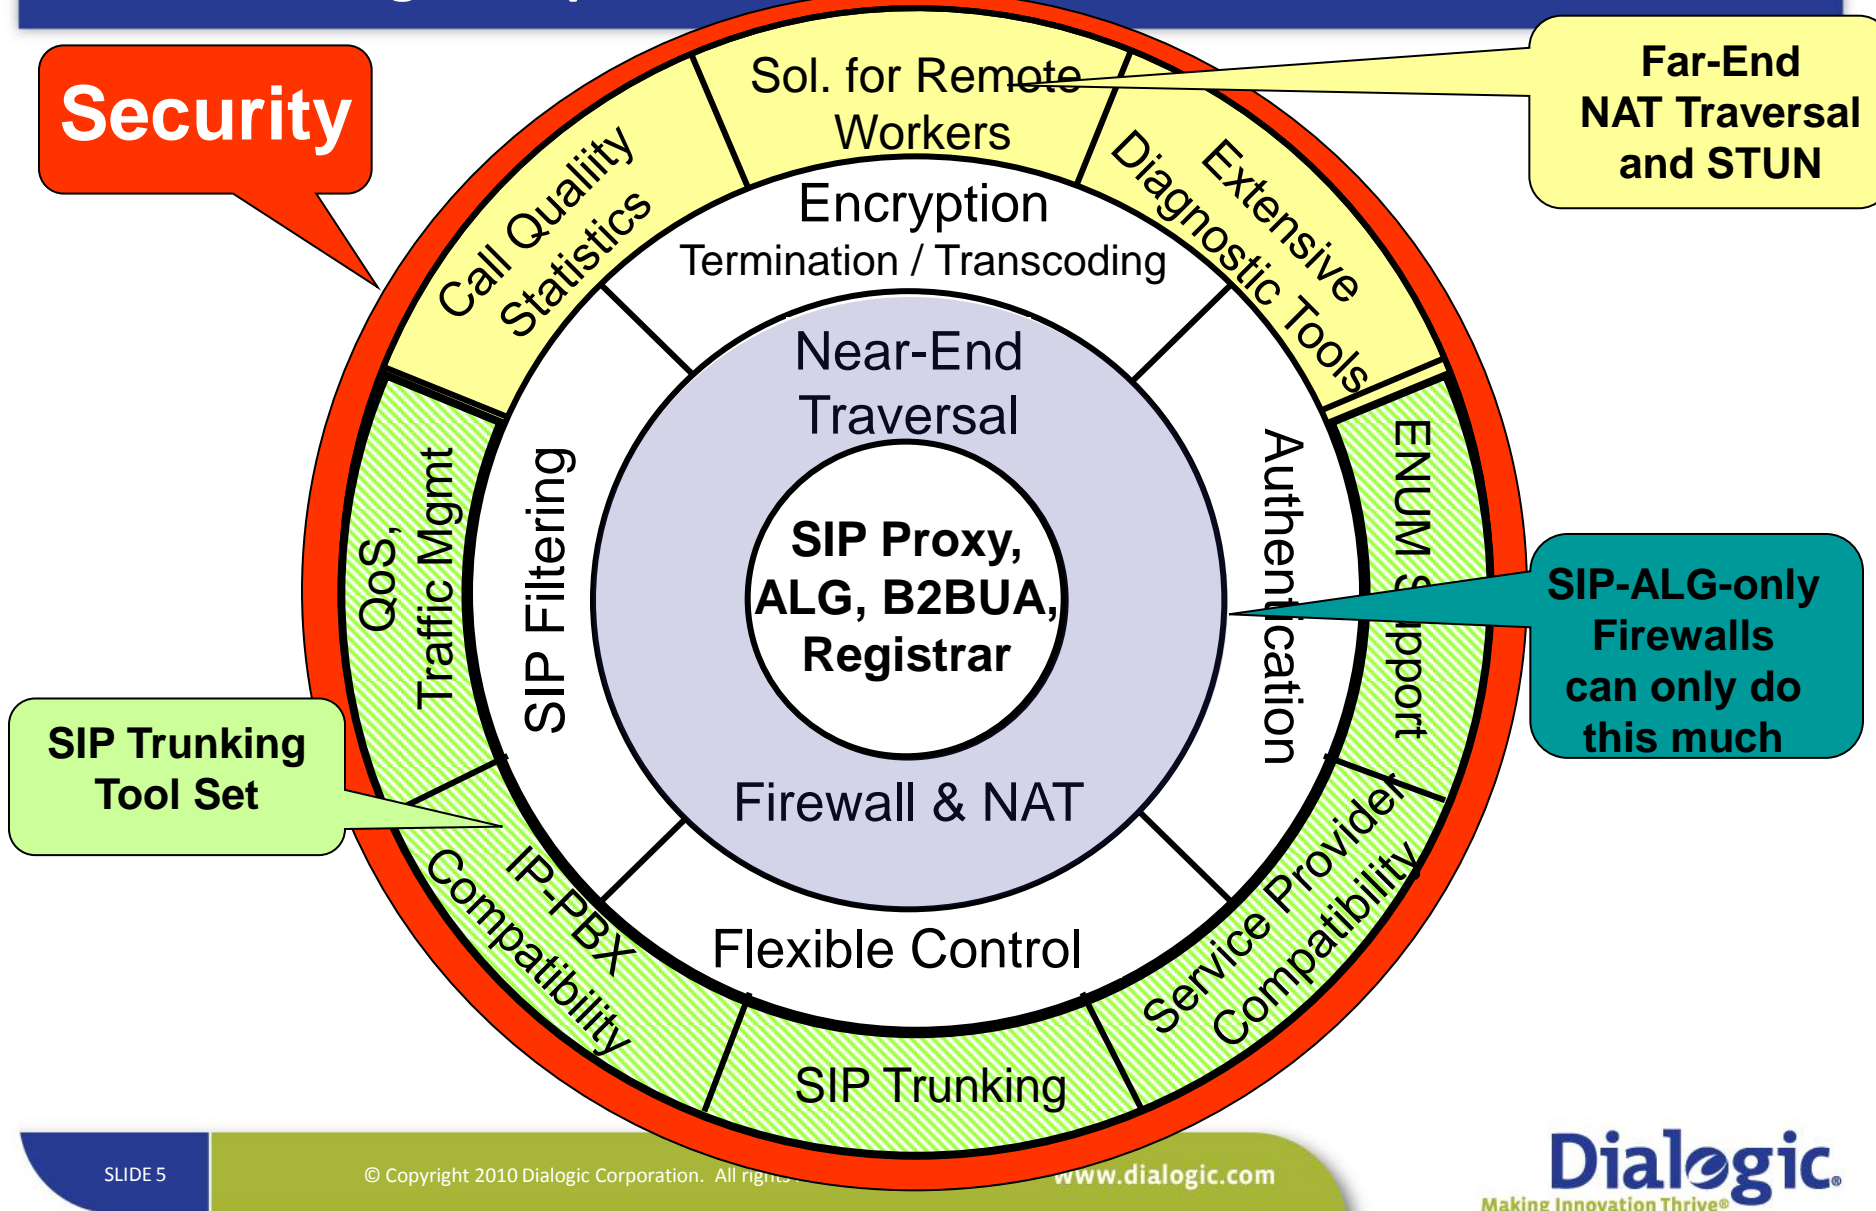 Security
Far-End
NAT Traversal
and STUN
Sol. for Remote
Workers
Call Qualiity
Statistics
Extensive
Diagnostic Tools
Encryption
Termination / Transcoding
Near-End
Traversal
SIP Filtering
Authentication
QoS,
Traffic Mgmt
ENUM Support
SIP Proxy,
ALG, B2BUA,
Registrar
SIP-ALG-only
Firewalls
can only do
this much
SIP Trunking
Tool Set
Firewall & NAT
IP-PBX
Compatibility
Flexible Control
Service Provider
Compatibility
SIP Trunking
SLIDE 5
© Copyright 2010 Dialogic Corporation. All rights
www.dialogic.com
Dialogic®
Making Innovation Thrive®